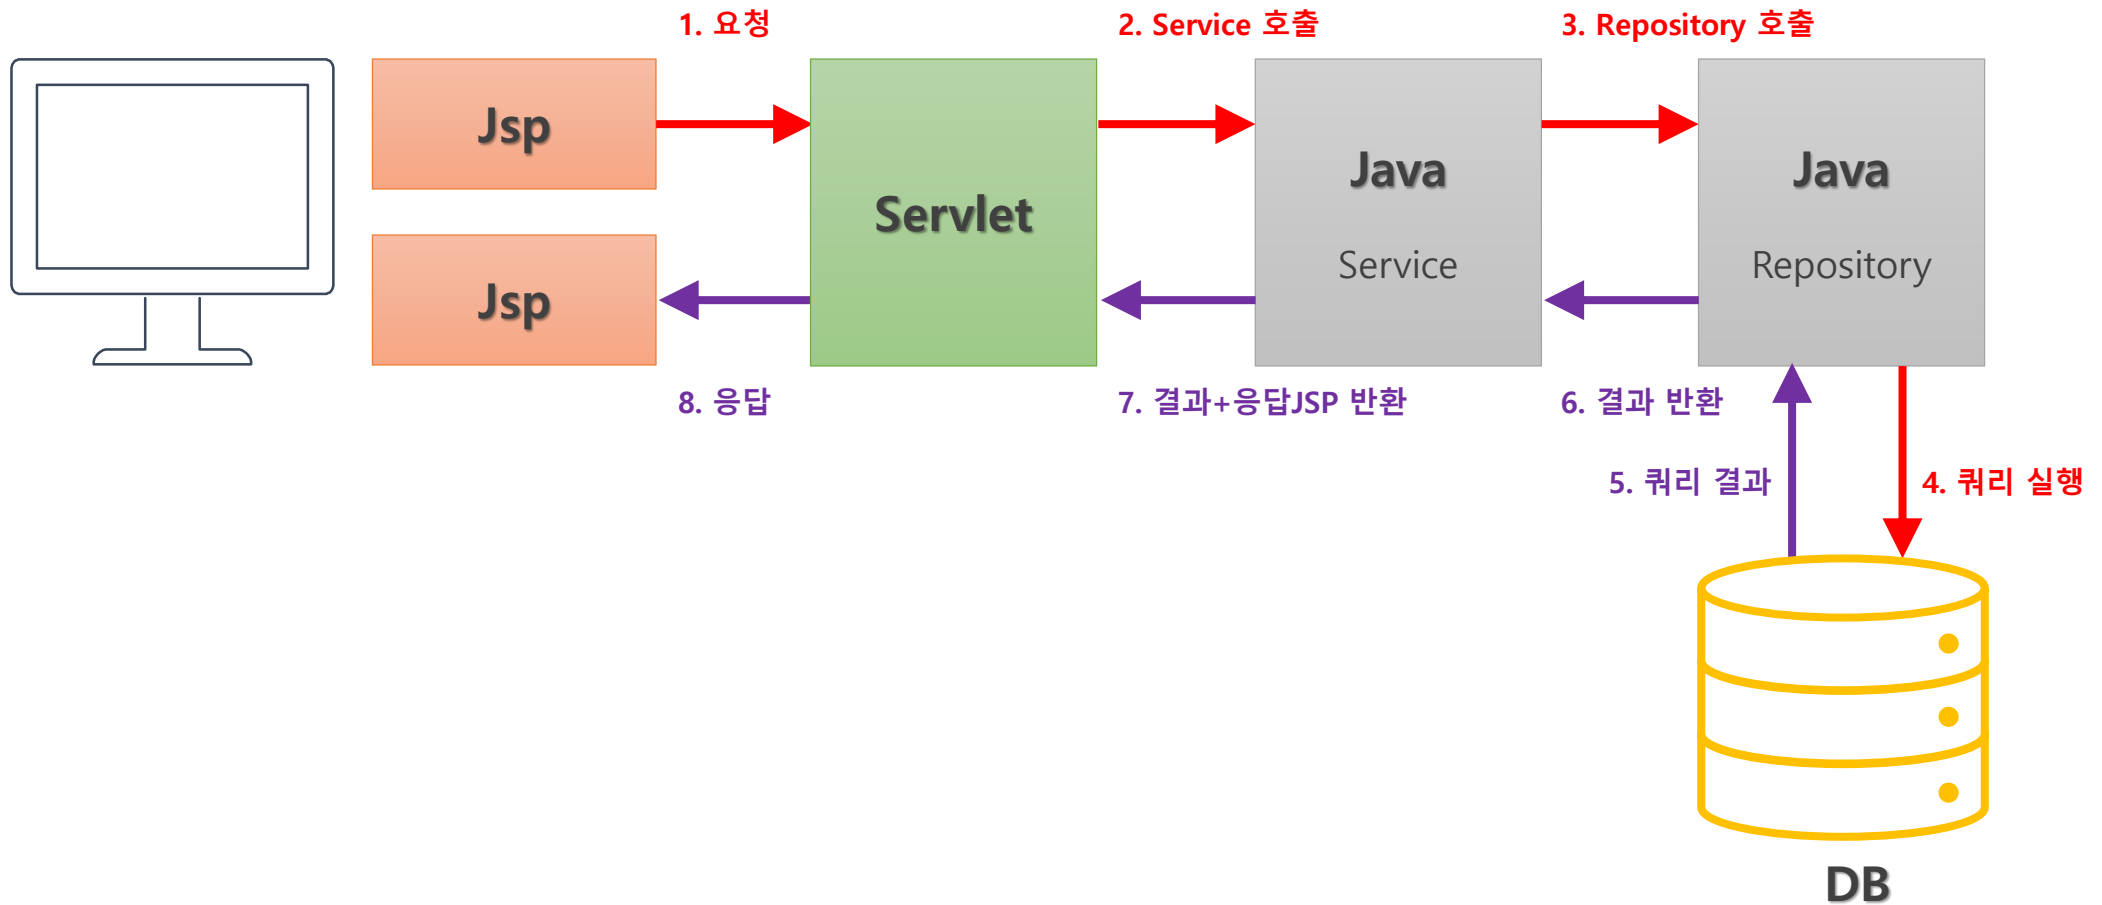 1. 요청
2. Service 호출
3. Repository 호출
Jsp
Servlet
Java
Service
Java
Repository
Jsp
8. 응답
7. 결과+응답JSP 반환
6. 결과 반환
5. 쿼리 결과
4. 쿼리 실행
DB